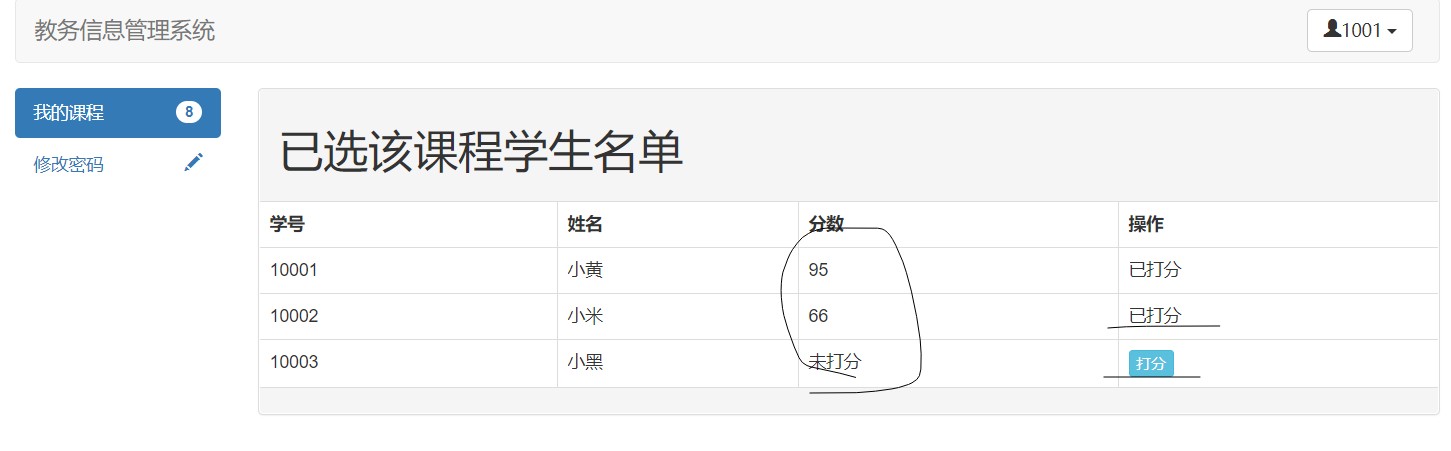 教务信息管理系统
1001
我的课程 8
修改密码
已选该课程学生名单
学号 姓名 分数 操作
10001 小黄 95 已打分
10002 小米 66 已打分
10003 小黑 未打分 打分